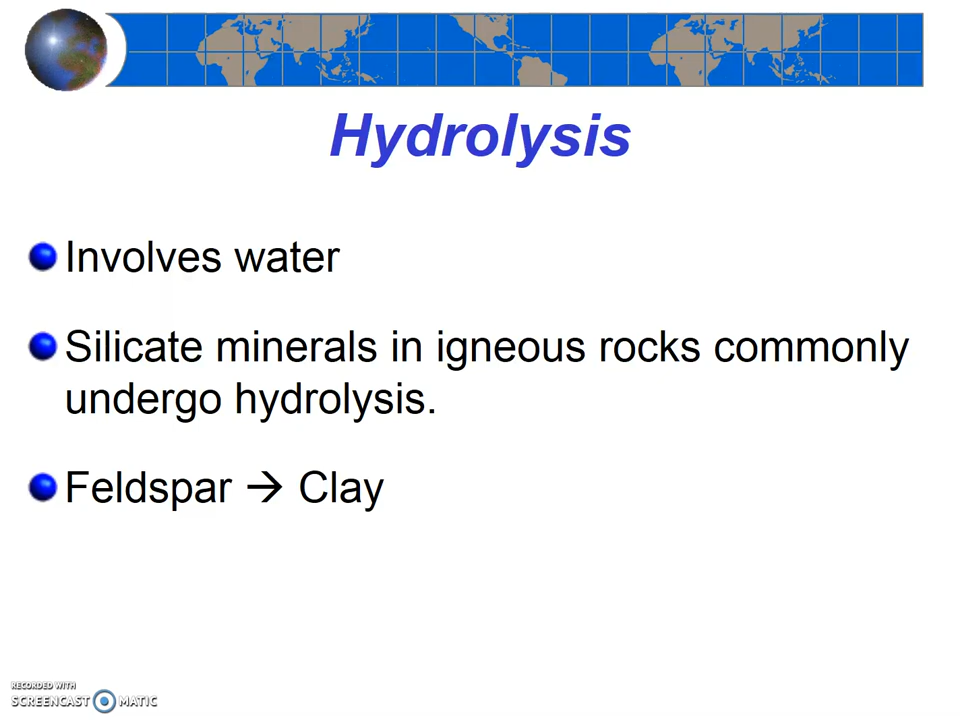 Hydrolysis
Involves water
Silicate minerals in igneous rocks commonly
undergo hydrolysis.
Feldspar → Clay
RECORDED WITH
SCREENCAST MATIC